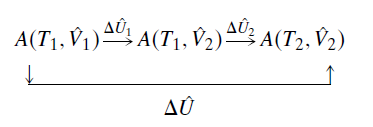 A(T₁, V̂₁) —ΔÛ₁→ A(T₁, V̂₂) —ΔÛ₂→ A(T₂, V̂₂)
ΔÛ